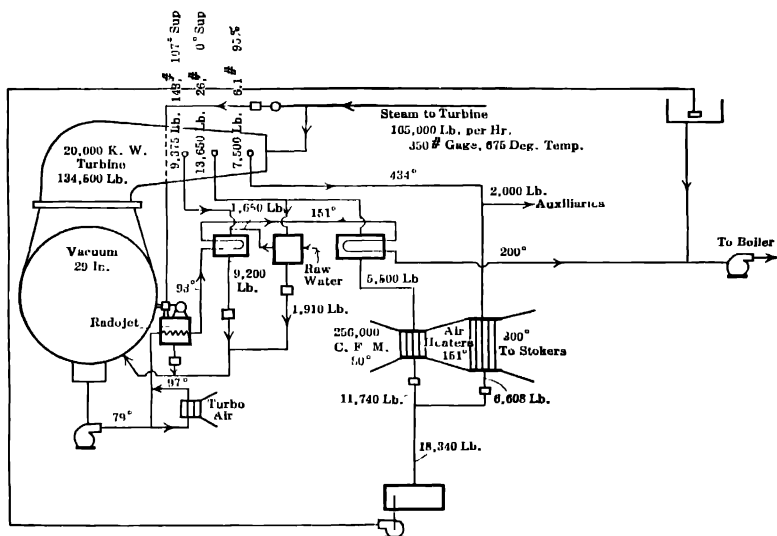 9,375 Lb. 148,# 107° Sup
13,650 Lb. 26,# 0° Sup
7,500 Lb. 6.1# 95%
Steam to Turbine
165,000 Lb. per Hr.
350# Gage, 675 Deg. Temp.
20,000 K. W.
Turbine
134,500 Lb.
434°
2,000 Lb.
Auxiliaries
1,650 Lb.
151°
Vacuum
29 In.
93°
9,200
Lb.
Raw
Water
200°
To Boiler
5,500 Lb.
1,910 Lb.
Radojet
256,000
C. F. M.
Air
Heaters
151°
300°
To Stokers
97°
11,740 Lb.
6,608 Lb.
79°
Turbo
Air
18,340 Lb.